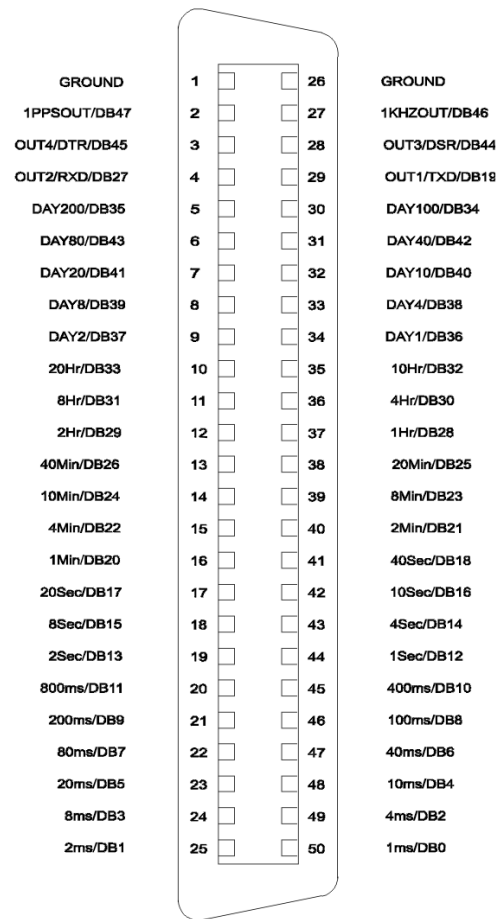 GROUND 1 26 GROUND
1PPSOUT/DB47 2 27 1KHZOUT/DB46
OUT4/DTR/DB45 3 28 OUT3/DSR/DB44
OUT2/RXD/DB27 4 29 OUT1/TXD/DB19
DAY200/DB35 5 30 DAY100/DB34
DAY80/DB43 6 31 DAY40/DB42
DAY20/DB41 7 32 DAY10/DB40
DAY8/DB39 8 33 DAY4/DB38
DAY2/DB37 9 34 DAY1/DB36
20Hr/DB33 10 35 10Hr/DB32
8Hr/DB31 11 36 4Hr/DB30
2Hr/DB29 12 37 1Hr/DB28
40Min/DB26 13 38 20Min/DB25
10Min/DB24 14 39 8Min/DB23
4Min/DB22 15 40 2Min/DB21
1Min/DB20 16 41 40Sec/DB18
20Sec/DB17 17 42 10Sec/DB16
8Sec/DB15 18 43 4Sec/DB14
2Sec/DB13 19 44 1Sec/DB12
800ms/DB11 20 45 400ms/DB10
200ms/DB9 21 46 100ms/DB8
80ms/DB7 22 47 40ms/DB6
20ms/DB5 23 48 10ms/DB4
8ms/DB3 24 49 4ms/DB2
2ms/DB1 25 50 1ms/DB0